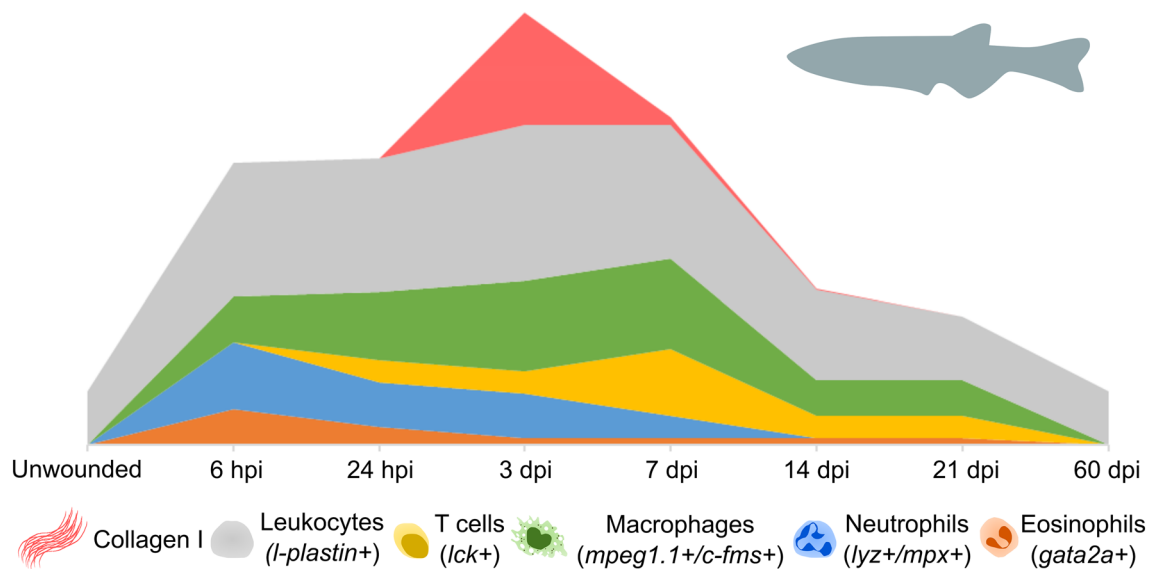 Unwounded 6 hpi 24 hpi 3 dpi 7 dpi 14 dpi 21 dpi 60 dpi
Collagen I
Leukocytes
(l-plastin+)
T cells
(lck+)
Macrophages
(mpeg1.1+/c-fms+)
Neutrophils
(lyz+/mpx+)
Eosinophils
(gata2a+)